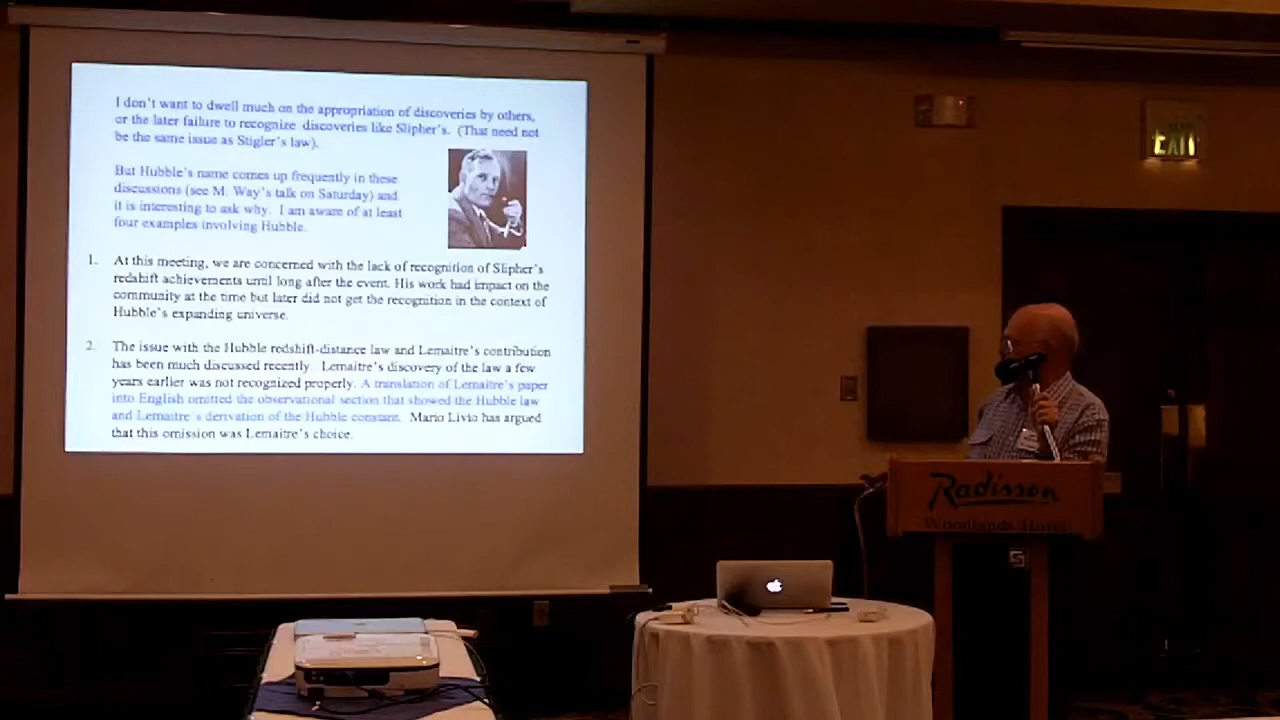 I don't want to dwell much on the appropriation of discoveries by others,
or the later failure to recognize discoveries like Slipher's. (That need not
be the same issue as Stigler's law).
But Hubble's name comes up frequently in these
discussions (see M. Way's talk on Saturday) and
it is interesting to ask why. I am aware of at least
four examples involving Hubble.
1. At this meeting, we are concerned with the lack of recognition of Slipher's
redshift achievements until long after the event. His work had impact on the
community at the time but later did not get the recognition in the context of
Hubble's expanding universe.
2. The issue with the Hubble redshift-distance law and Lemaitre's contribution
has been much discussed recently. Lemaitre's discovery of the law a few
years earlier was not recognized properly. A translation of Lemaitre's paper
into English omitted the observational section that showed the Hubble law
and Lemaitre's derivation of the Hubble constant. Mario Livio has argued
that this omission was Lemaitre's choice.
EXIT
Radisson
Woodlands Hotel